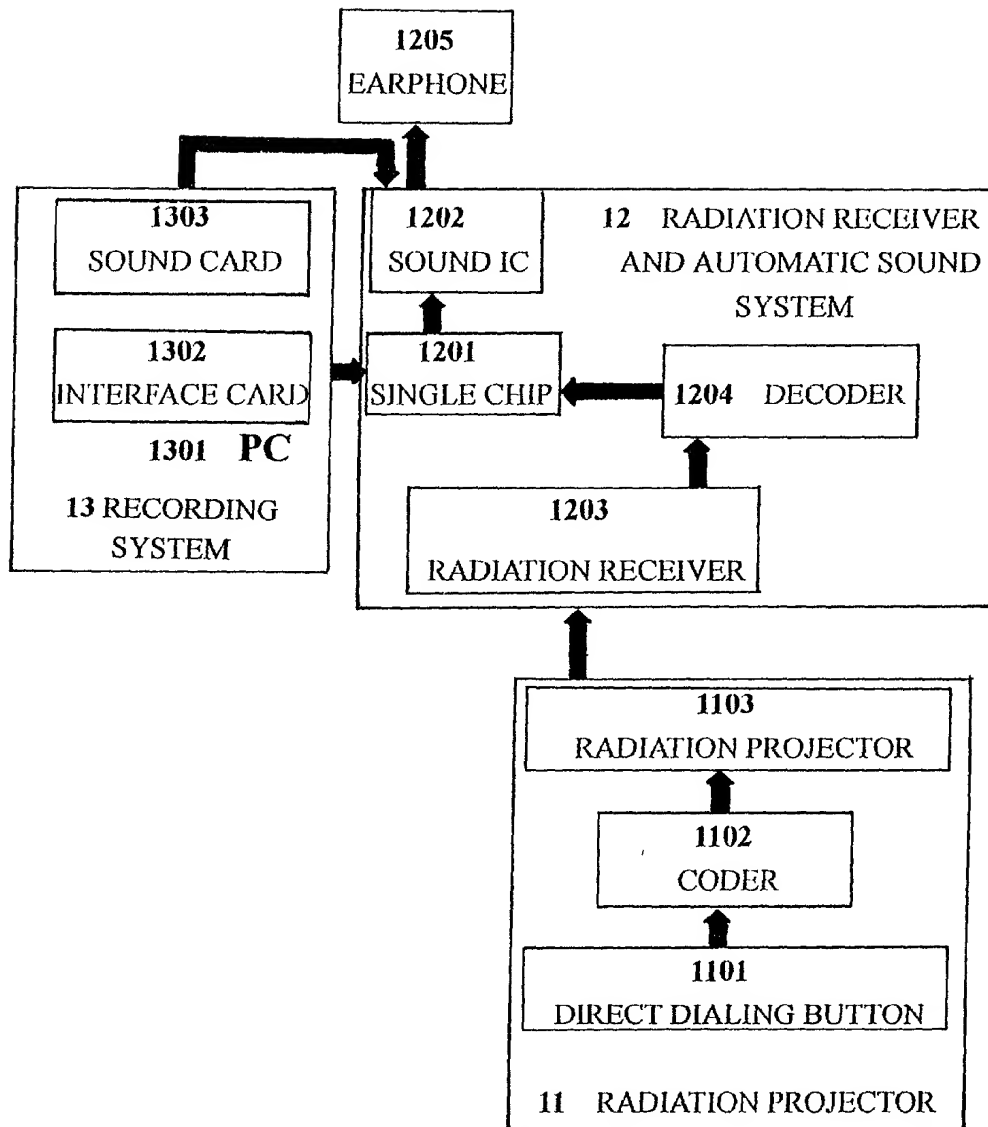 1205
EARPHONE
1303
SOUND CARD
1302
INTERFACE CARD
1301 PC
13 RECORDING
SYSTEM
1202
SOUND IC
12 RADIATION RECEIVER
AND AUTOMATIC SOUND
SYSTEM
1201
SINGLE CHIP
1204 DECODER
1203
RADIATION RECEIVER
1103
RADIATION PROJECTOR
1102
CODER
1101
DIRECT DIALING BUTTON
11 RADIATION PROJECTOR